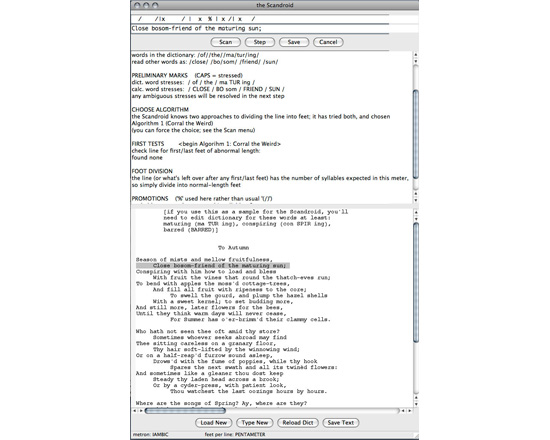 the Scandroid
/ /|x / | x % | x /| x /
Close bosom-friend of the maturing sun;
Scan Step Save Cancel
words in the dictionary: /of//the//ma/tur/ing/
read other words as: /close/ /bo/som/ /friend/ /sun/
PRELIMINARY MARKS (CAPS = stressed)
dict. word stresses: / of / the / ma TUR ing /
calc. word stresses: / CLOSE / BO som / FRIEND / SUN /
any ambiguous stresses will be resolved in the next step
CHOOSE ALGORITHM
the Scandroid knows two approaches to dividing the line into feet; it has tried both, and chosen
Algorithm 1 (Corral the Weird)
(you can force the choice; see the Scan menu)
FIRST TESTS <begin Algorithm 1: Corral the Weird>
check line for first/last feet of abnormal length:
found none
FOOT DIVISION
the line (or what's left over after any first/last feet) has the number of syllables expected in this meter,
so simply divide into normal-length feet
PROMOTIONS ('%' used here rather than usual '(/)')
[if you use this as a sample for the Scandroid, you'll
need to edit dictionary for these words at least:
maturing (ma TUR ing), conspiring (con SPIR ing),
barred (BARRED)]
To Autumn
Season of mists and mellow fruitfulness,
Close bosom-friend of the maturing sun;
Conspiring with him how to load and bless
With fruit the vines that round the thatch-eves run;
To bend with apples the moss'd cottage-trees,
And fill all fruit with ripeness to the core;
To swell the gourd, and plump the hazel shells
With a sweet kernel; to set budding more,
And still more, later flowers for the bees,
Until they think warm days will never cease,
For Summer has o'er-brimm'd their clammy cells.
Who hath not seen thee oft amid thy store?
Sometimes whoever seeks abroad may find
Thee sitting careless on a granary floor,
Thy hair soft-lifted by the winnowing wind;
Or on a half-reap'd furrow sound asleep,
Drows'd with the fume of poppies, while thy hook
Spares the next swath and all its twinèd flowers:
And sometimes like a gleaner thou dost keep
Steady thy laden head across a brook;
Or by a cyder-press, with patient look,
Thou watchest the last oozings hours by hours.
Where are the songs of Spring? Ay, where are they?
Load New Type New Reload Dict Save Text
metron: IAMBIC feet per line: PENTAMETER